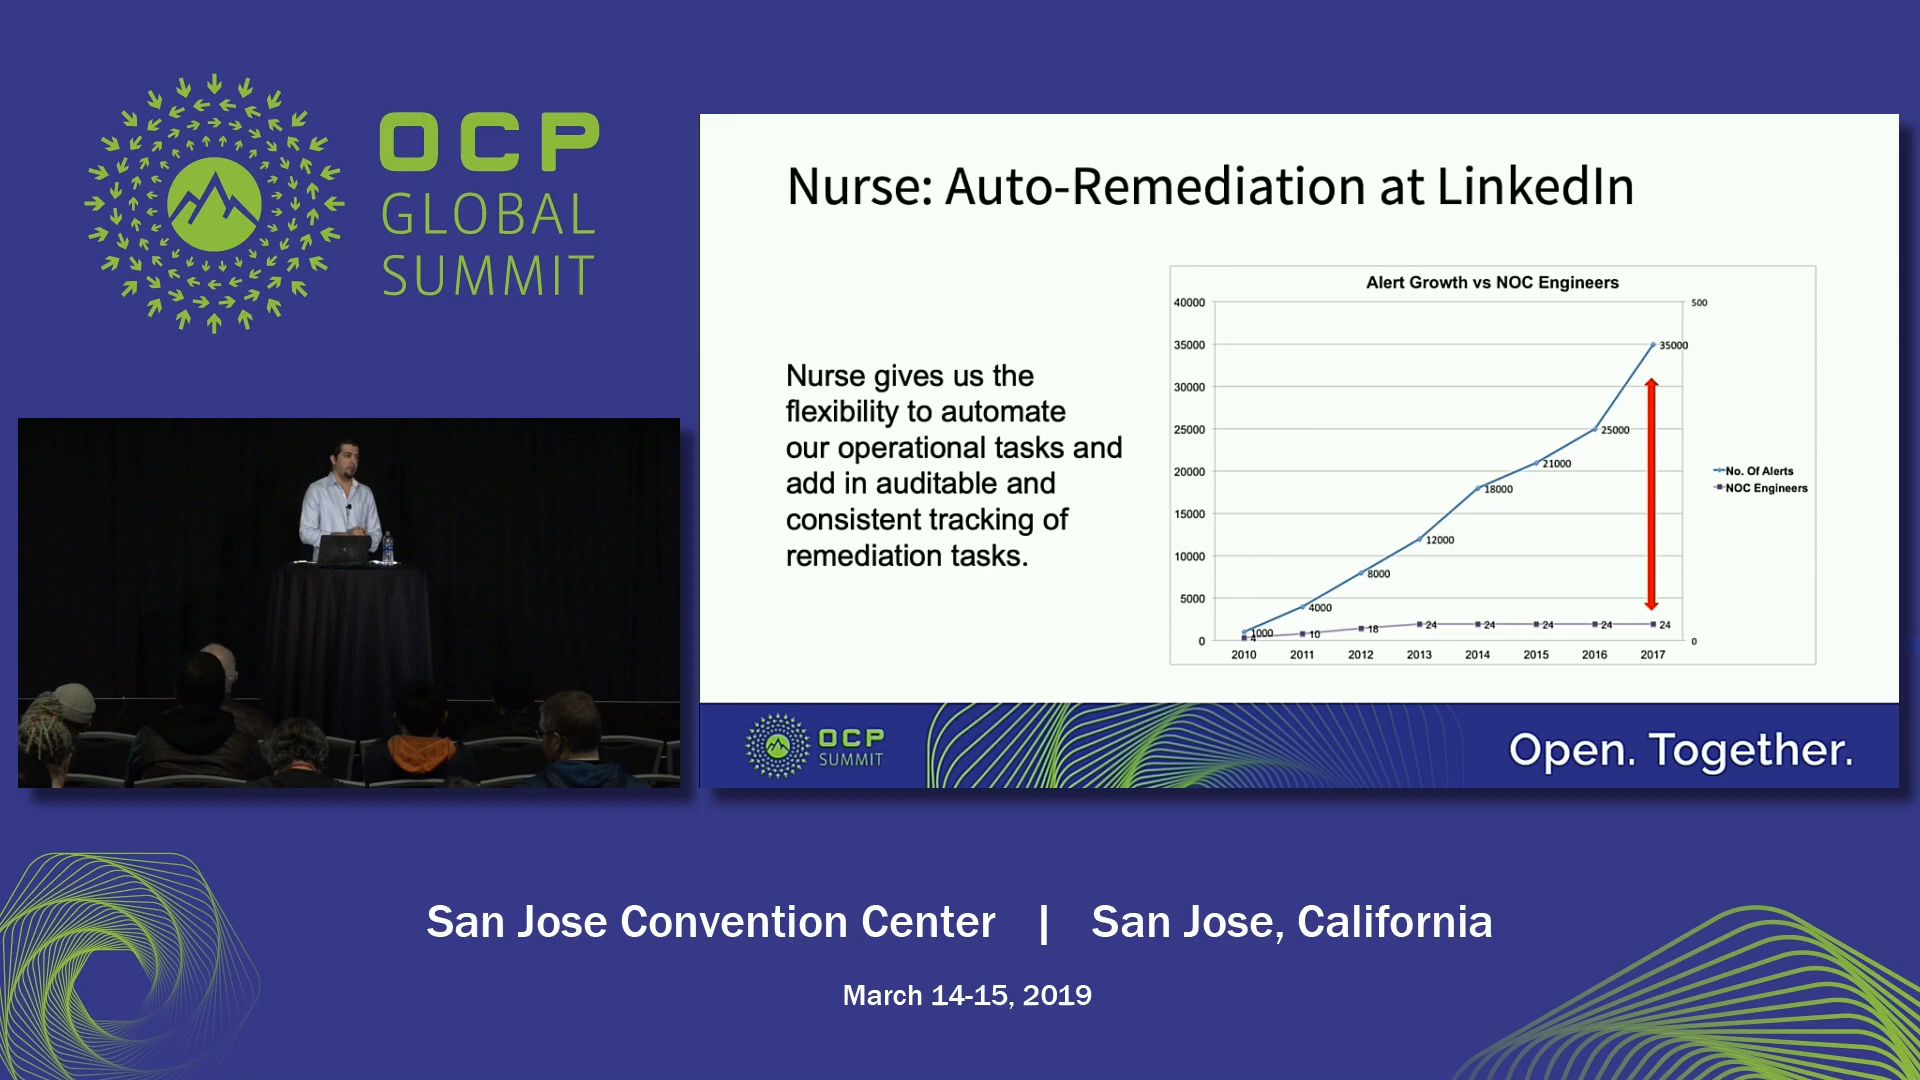 OCP
GLOBAL
SUMMIT
Nurse: Auto-Remediation at LinkedIn
Nurse gives us the
flexibility to automate
our operational tasks and
add in auditable and
consistent tracking of
remediation tasks.
Alert Growth vs NOC Engineers
40000
35000
30000
25000
20000
15000
10000
5000
0
500
0
1000
4000
8000
12000
18000
21000
25000
35000
4
10
18
24
24
24
24
24
2010 2011 2012 2013 2014 2015 2016 2017
No. Of Alerts
NOC Engineers
OCP
SUMMIT
Open. Together.
San Jose Convention Center | San Jose, California
March 14-15, 2019